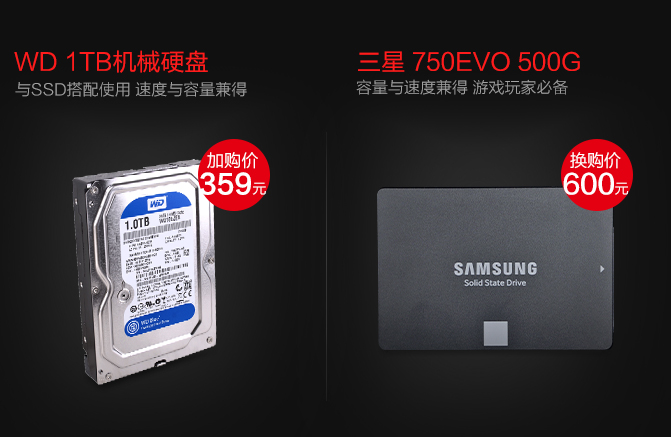 WD 1TB机械硬盘
与SSD搭配使用 速度与容量兼得
加购价
359元
WD
1.0TB
WD Blue
三星 750EVO 500G
容量与速度兼得 游戏玩家必备
换购价
600元
SAMSUNG
Solid State Drive